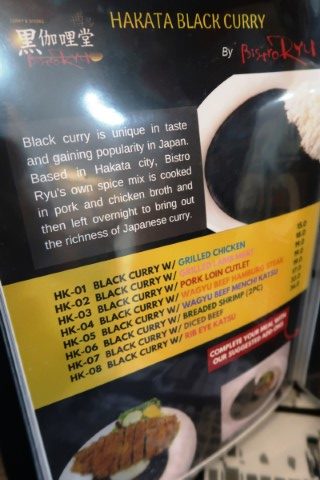 HAKATA BLACK CURRY
黒伽哩堂
By Bistro RYU
Black curry is unique in taste
and gaining popularity in Japan.
Based in Hakata city, Bistro
Ryu's own spice mix is cooked
in pork and chicken broth and
then left overnight to bring out
the richness of Japanese curry.
HK-01 BLACK CURRY W/ GRILLED CHICKEN
HK-02 BLACK CURRY W/ GRILLED LAMB MEAT
HK-03 BLACK CURRY W/ PORK LOIN CUTLET
HK-04 BLACK CURRY W/ WAGYU BEEF HAMBURG STEAK
HK-05 BLACK CURRY W/ WAGYU BEEF MENCHI KATSU
HK-06 BLACK CURRY W/ BREADED SHRIMP (2PC)
HK-07 BLACK CURRY W/ DICED BEEF
HK-08 BLACK CURRY W/ RIB EYE KATSU
COMPLETE YOUR MEAL WITH
OUR SUGGESTED ADD-ONS!